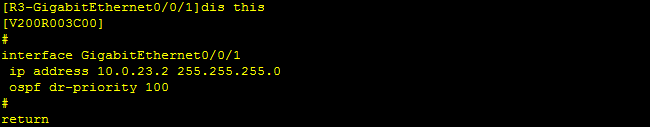 [R3-GigabitEthernet0/0/1]dis this
[V200R003C00]
#
interface GigabitEthernet0/0/1
 ip address 10.0.23.2 255.255.255.0
 ospf dr-priority 100
#
return